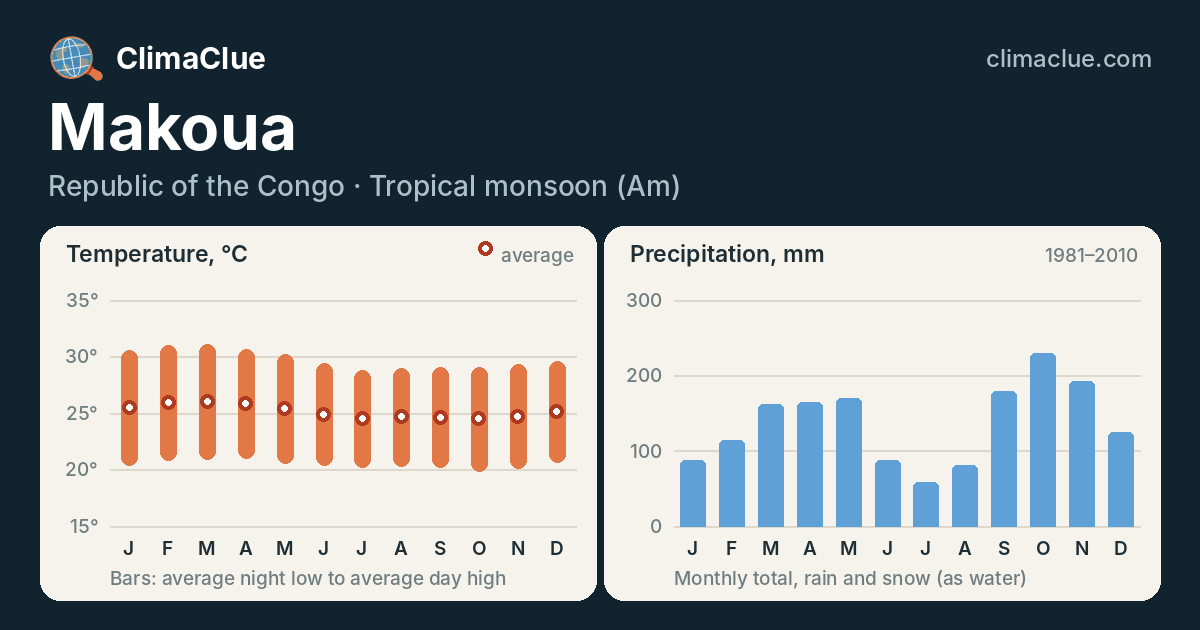 ClimaClue
climaclue.com
Makoua
Republic of the Congo · Tropical monsoon (Am)
Temperature, °C
average
35°
30°
25°
20°
15°
J F M A M J J A S O N D
Bars: average night low to average day high
Precipitation, mm
1981–2010
300
200
100
0
J F M A M J J A S O N D
Monthly total, rain and snow (as water)